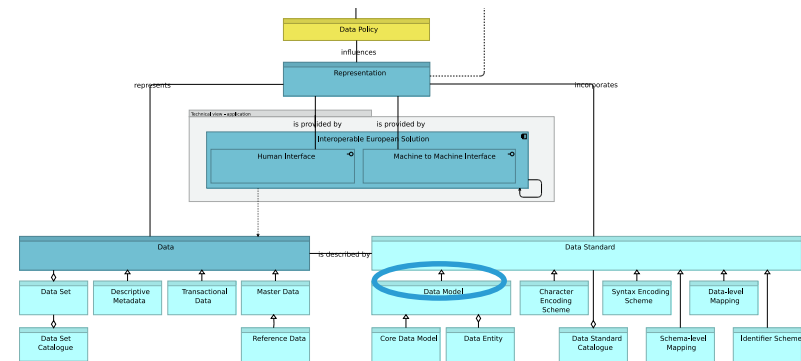 Data Policy
influences
Representation
represents
incorporates
Technical view - application
is provided by
is provided by
Interoperable European Solution
Human Interface
Machine to Machine Interface
Data
is described by
Data Standard
Data Set
Descriptive
Metadata
Transactional
Data
Master Data
Data Model
Character
Encoding
Scheme
Syntax Encoding
Scheme
Data-level
Mapping
Data Set
Catalogue
Reference Data
Core Data Model
Data Entity
Data Standard
Catalogue
Schema-level
Mapping
Identifier Scheme